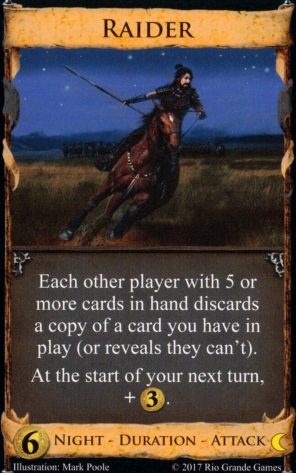 RAIDER
Each other player with 5 or
more cards in hand discards
a copy of a card you have in
play (or reveals they can't).
At the start of your next turn,
+ 3.
6 NIGHT - DURATION - ATTACK
Illustration: Mark Poole © 2017 Rio Grande Games